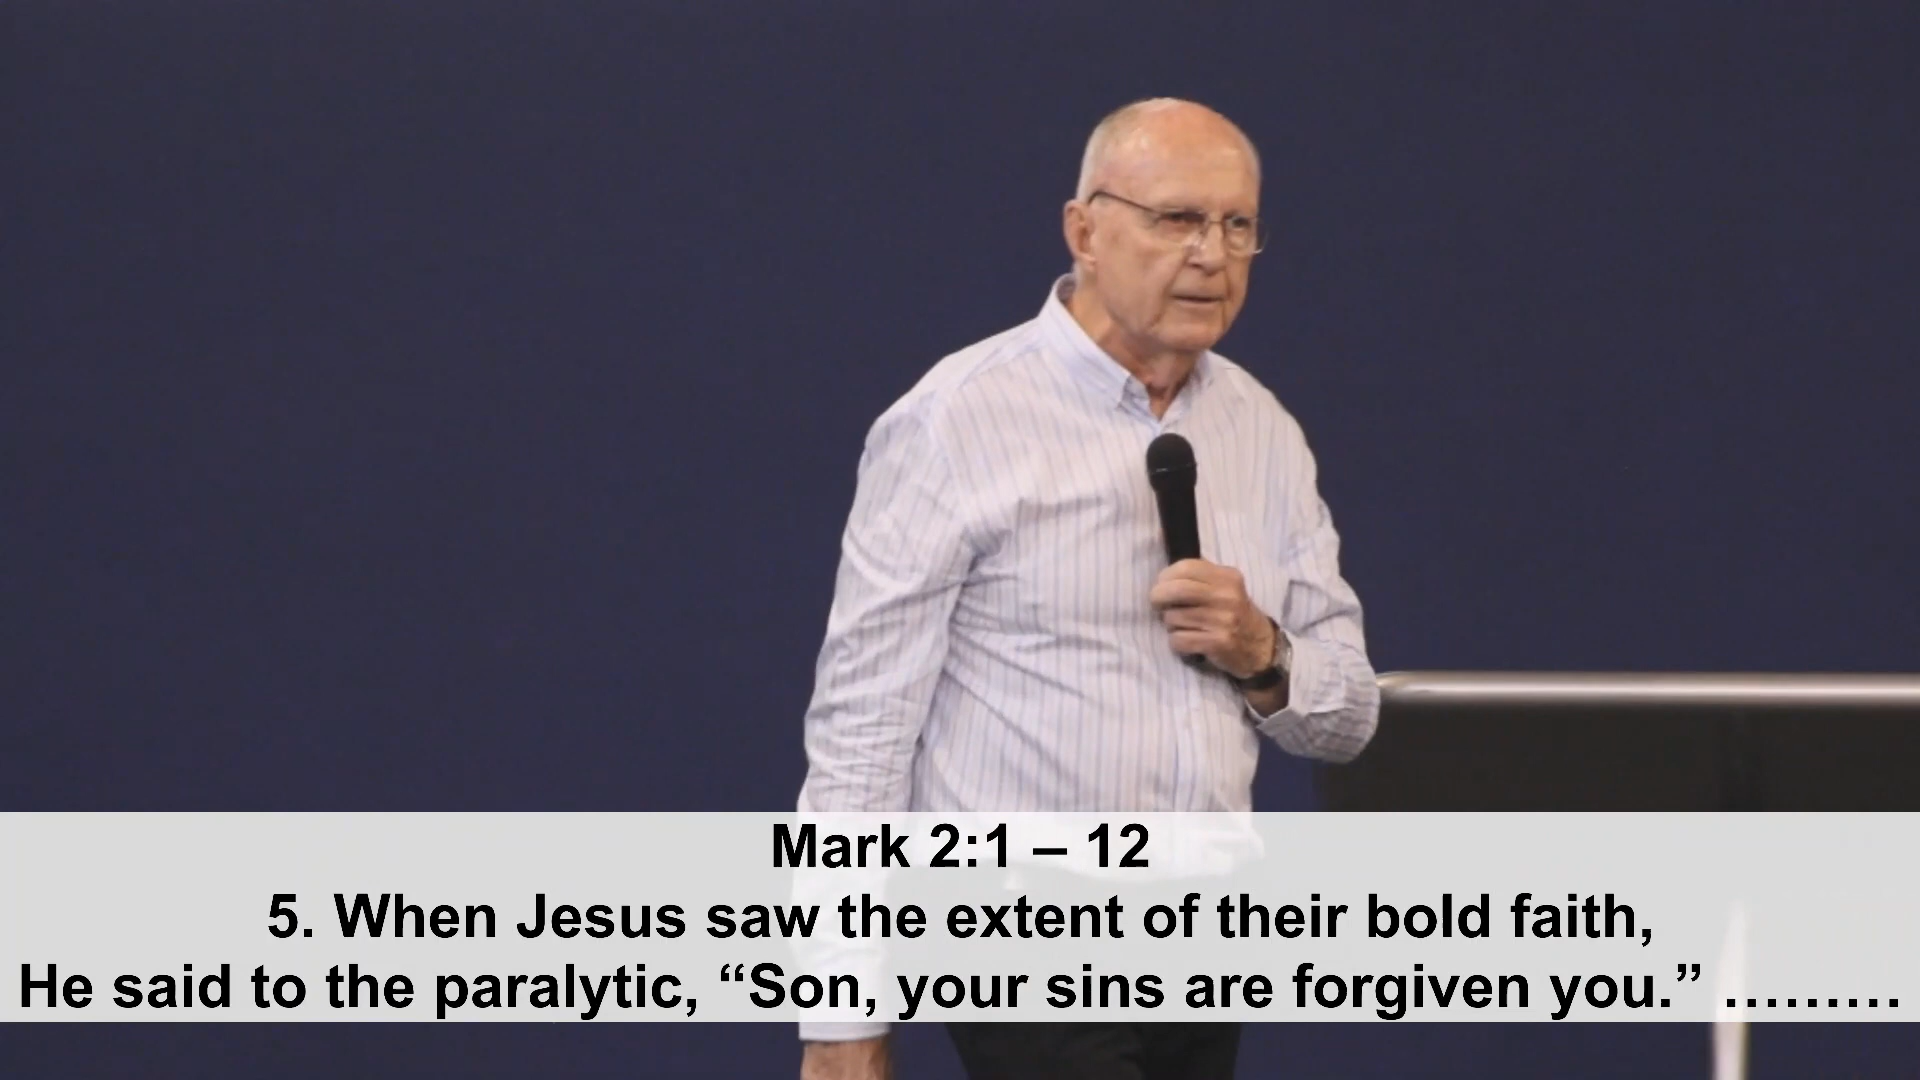 Mark 2:1 – 12
5. When Jesus saw the extent of their bold faith,
He said to the paralytic, “Son, your sins are forgiven you.” ………